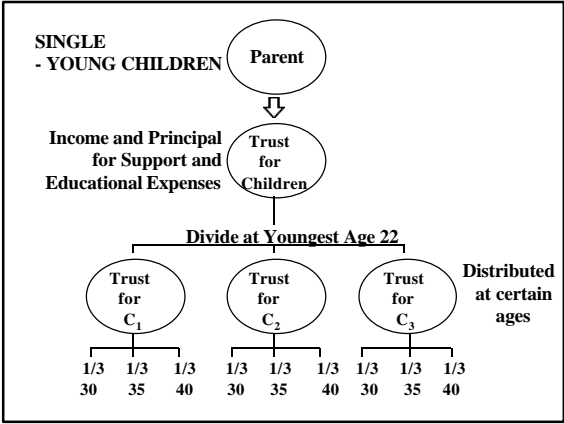 SINGLE
- YOUNG CHILDREN
Parent
Income and Principal
for Support and
Educational Expenses
Trust
for
Children
Divide at Youngest Age 22
Trust
for
C₁
Trust
for
C₂
Trust
for
C₃
Distributed
at certain
ages
1/3 1/3 1/3 1/3 1/3 1/3 1/3 1/3 1/3
30 35 40 30 35 40 30 35 40